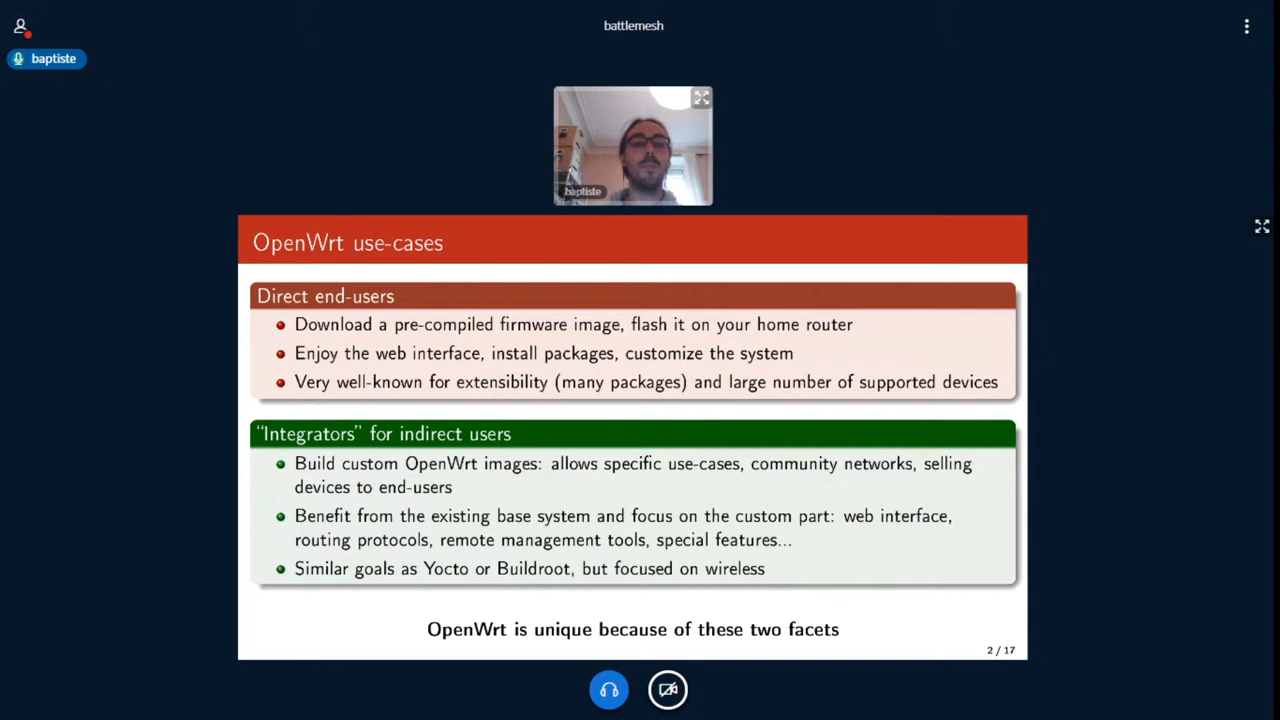 battlemesh
baptiste
baptiste
OpenWrt use-cases
Direct end-users
Download a pre-compiled firmware image, flash it on your home router
Enjoy the web interface, install packages, customize the system
Very well-known for extensibility (many packages) and large number of supported devices
“Integrators” for indirect users
Build custom OpenWrt images: allows specific use-cases, community networks, selling
devices to end-users
Benefit from the existing base system and focus on the custom part: web interface,
routing protocols, remote management tools, special features...
Similar goals as Yocto or Buildroot, but focused on wireless
OpenWrt is unique because of these two facets
2 / 17